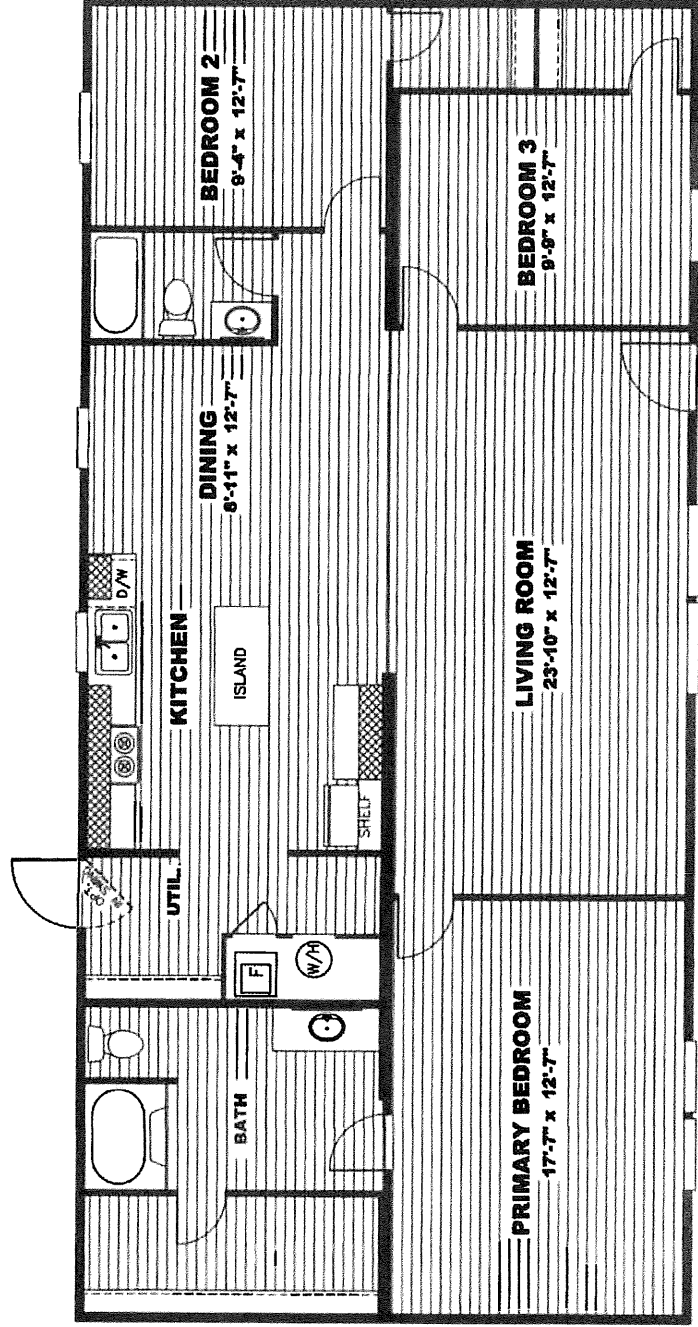 BEDROOM 2
9'-4" x 12'-7"
DINING
8'-11" x 12'-7"
D/W
KITCHEN
ISLAND
SHELF
UTIL.
OPT.
F
W/H
BATH
BEDROOM 3
9'-9" x 12'-7"
LIVING ROOM
23'-10" x 12'-7"
PRIMARY BEDROOM
17'-7" x 12'-7"